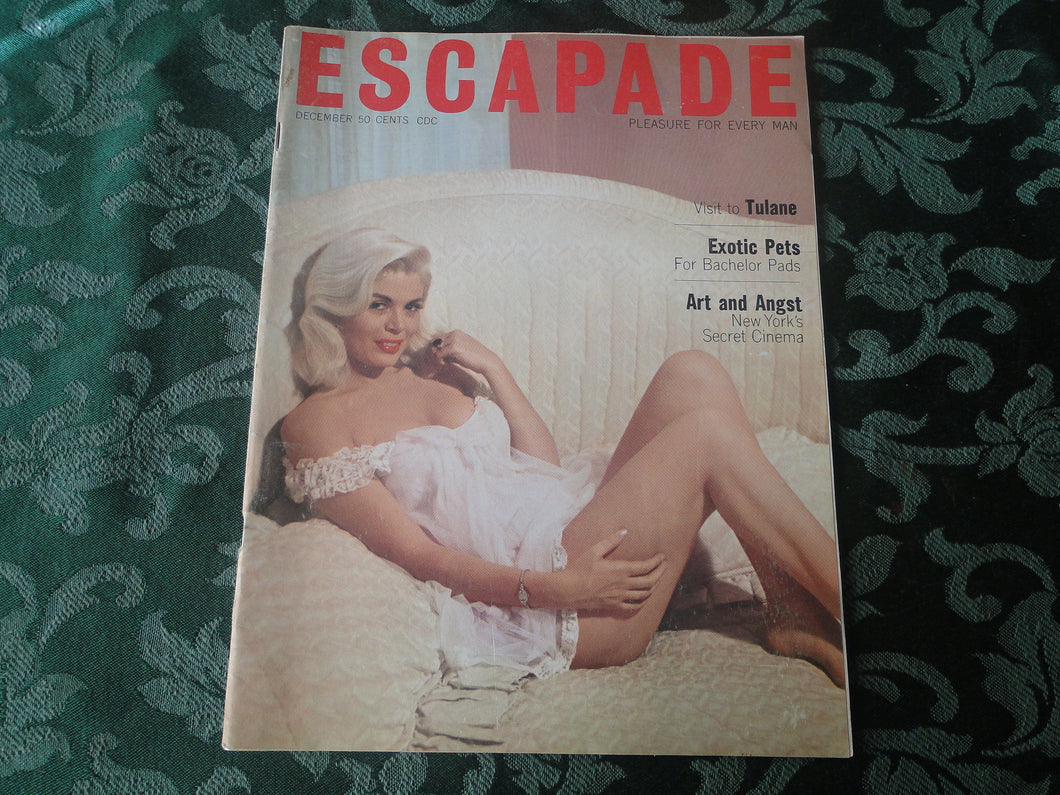 ESCAPADE
DECEMBER 50 CENTS CDC
PLEASURE FOR EVERY MAN
Visit to Tulane
Exotic Pets
For Bachelor Pads
Art and Angst
New York's
Secret Cinema